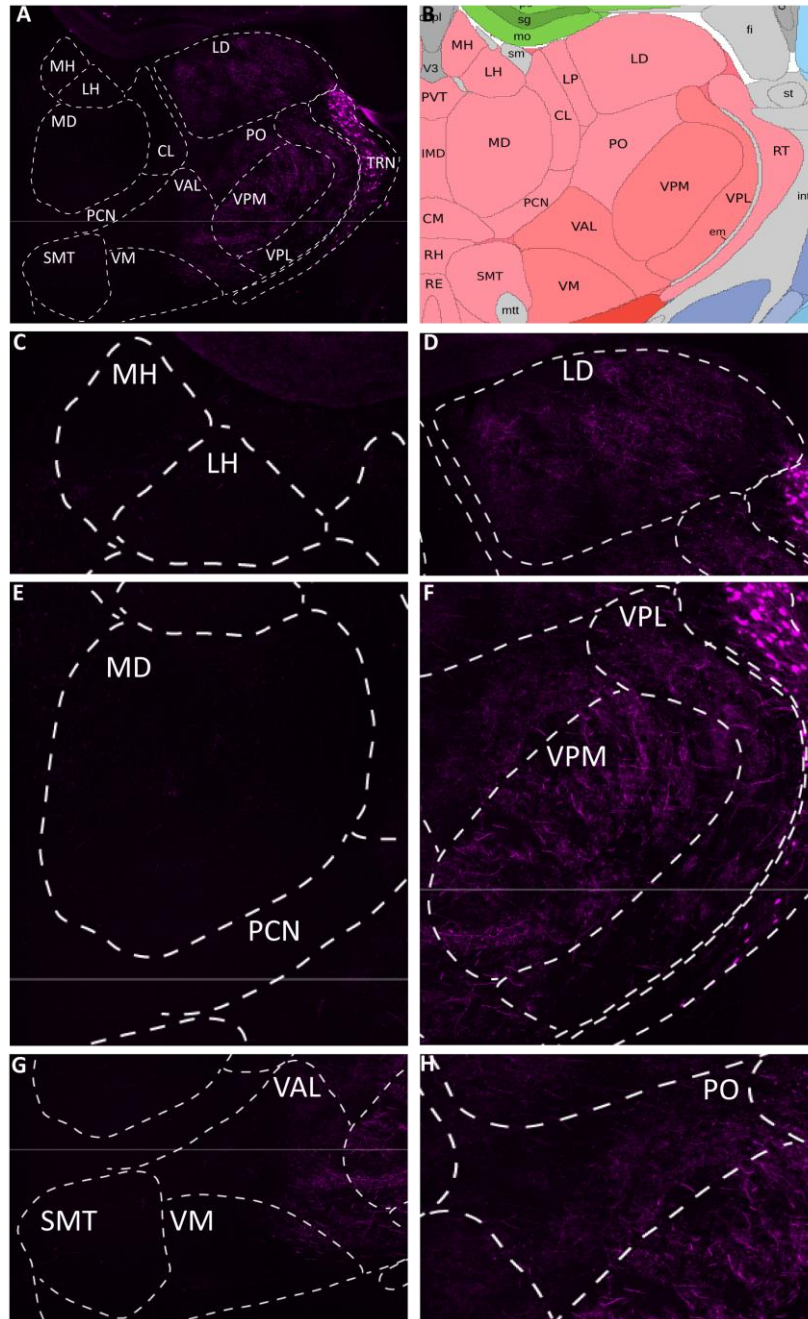 A
MH
LH
LD
MD
CL
PO
TRN
VAL
VPM
PCN
SMT
VM
VPL
B
sg
mo
MH
sm
fi
V3
LH
LP
LD
st
PVT
CL
IMD
MD
PO
RT
VPM
PCN
VPL
int
CM
VAL
em
RH
SMT
VM
RE
mtt
C
MH
LH
D
LD
E
MD
PCN
F
VPL
VPM
G
VAL
SMT
VM
H
PO